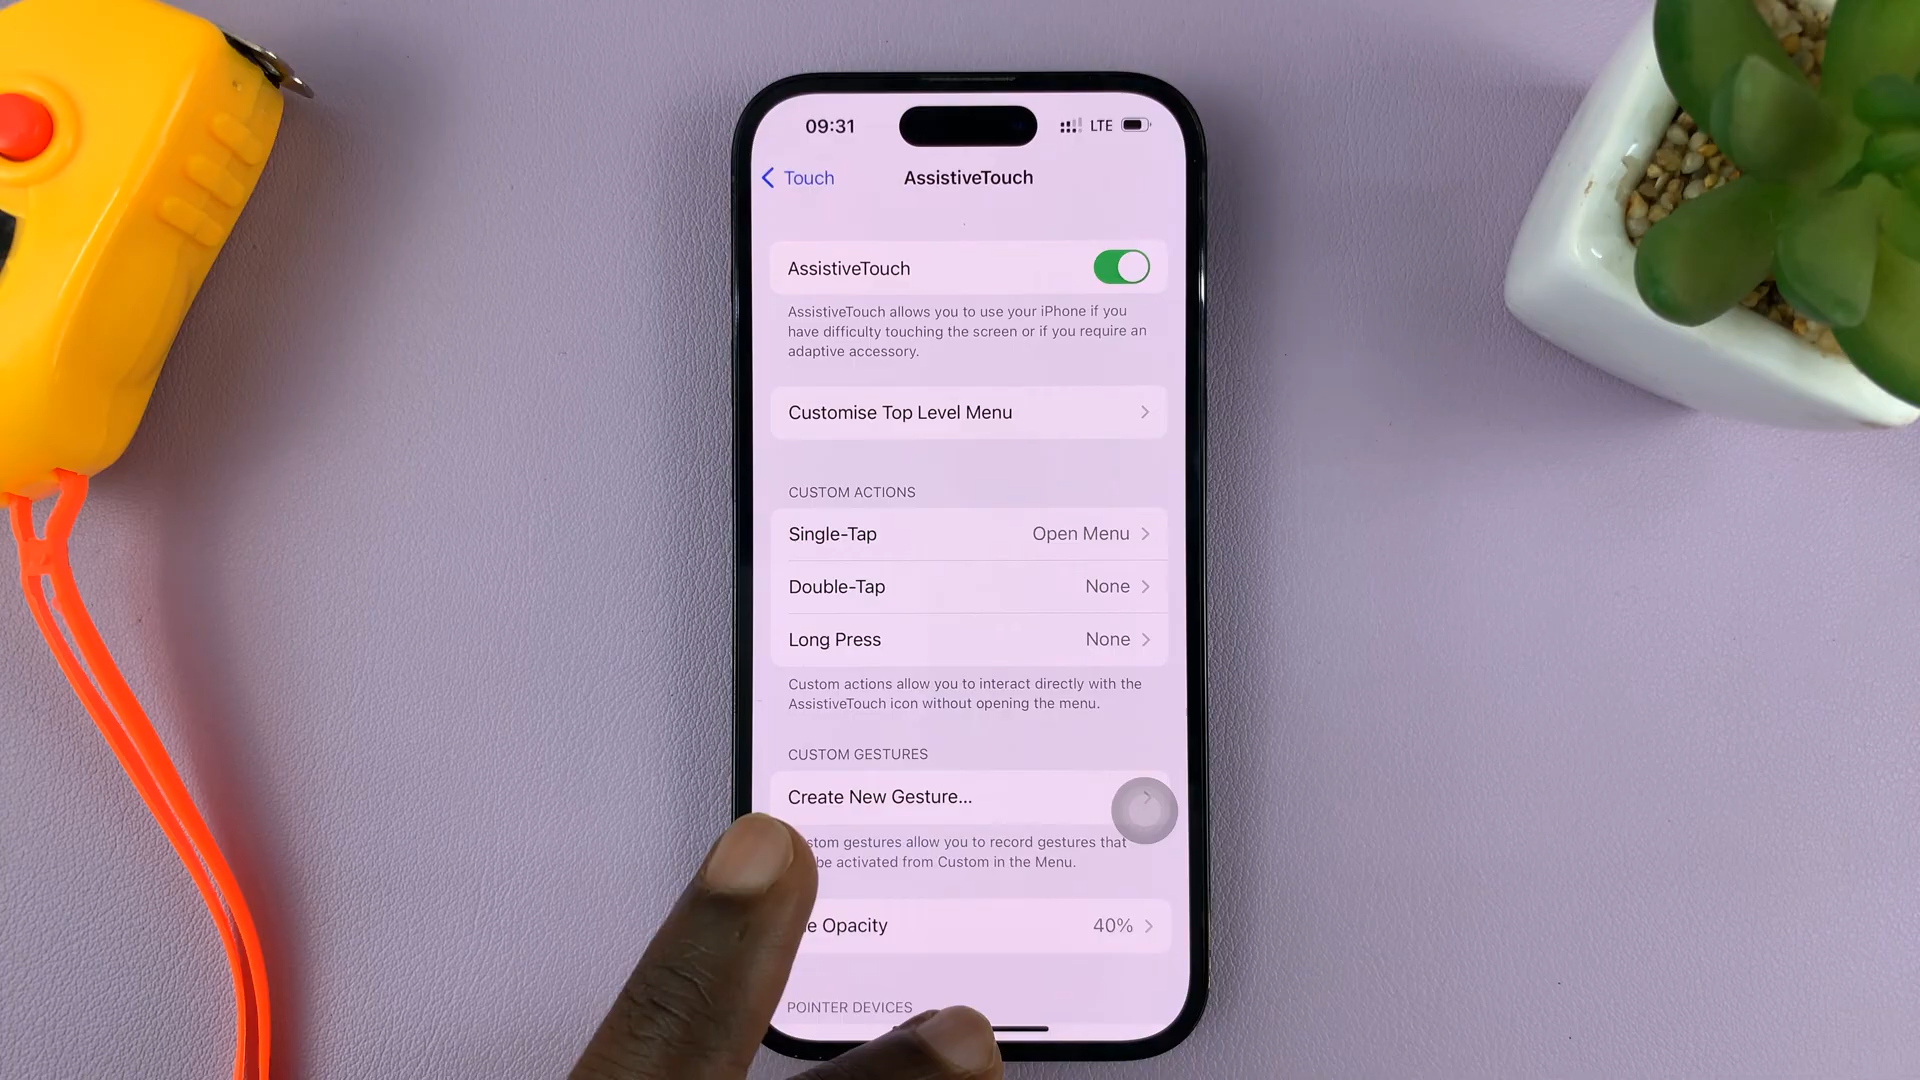 09:31
LTE
Touch
AssistiveTouch
AssistiveTouch
AssistiveTouch allows you to use your iPhone if you
have difficulty touching the screen or if you require an
adaptive accessory.
Customise Top Level Menu
CUSTOM ACTIONS
Single-Tap Open Menu
Double-Tap None
Long Press None
Custom actions allow you to interact directly with the
AssistiveTouch icon without opening the menu.
CUSTOM GESTURES
Create New Gesture...
gestures allow you to record gestures that
be activated from Custom in the Menu.
Opacity 40%
POINTER DEVICES